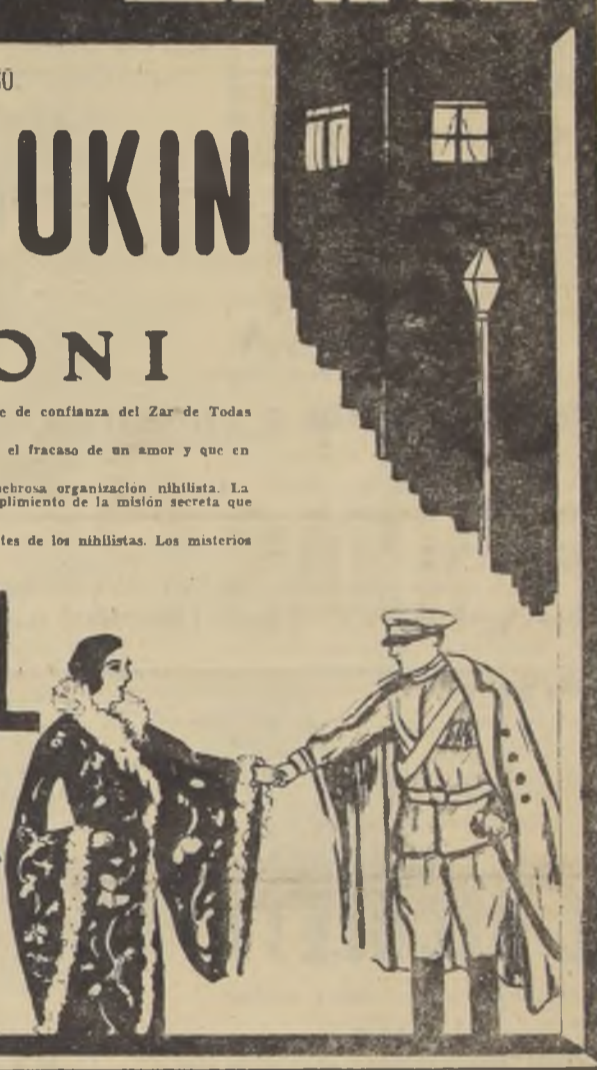 UKIN
ONI
e de confianza del Zar de Todas
el fracaso de un amor y que en
ebrosa organización nihilista. La
plimiento de la misión secreta que
tes de los nihilistas. Los misterios
L